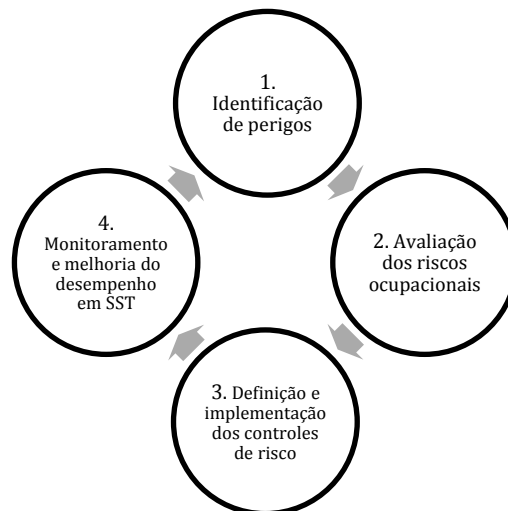 1.
Identificação
de perigos
2. Avaliação
dos riscos
ocupacionais
3. Definição e
implementação
dos controles
de risco
4.
Monitoramento
e melhoria do
desempenho
em SST